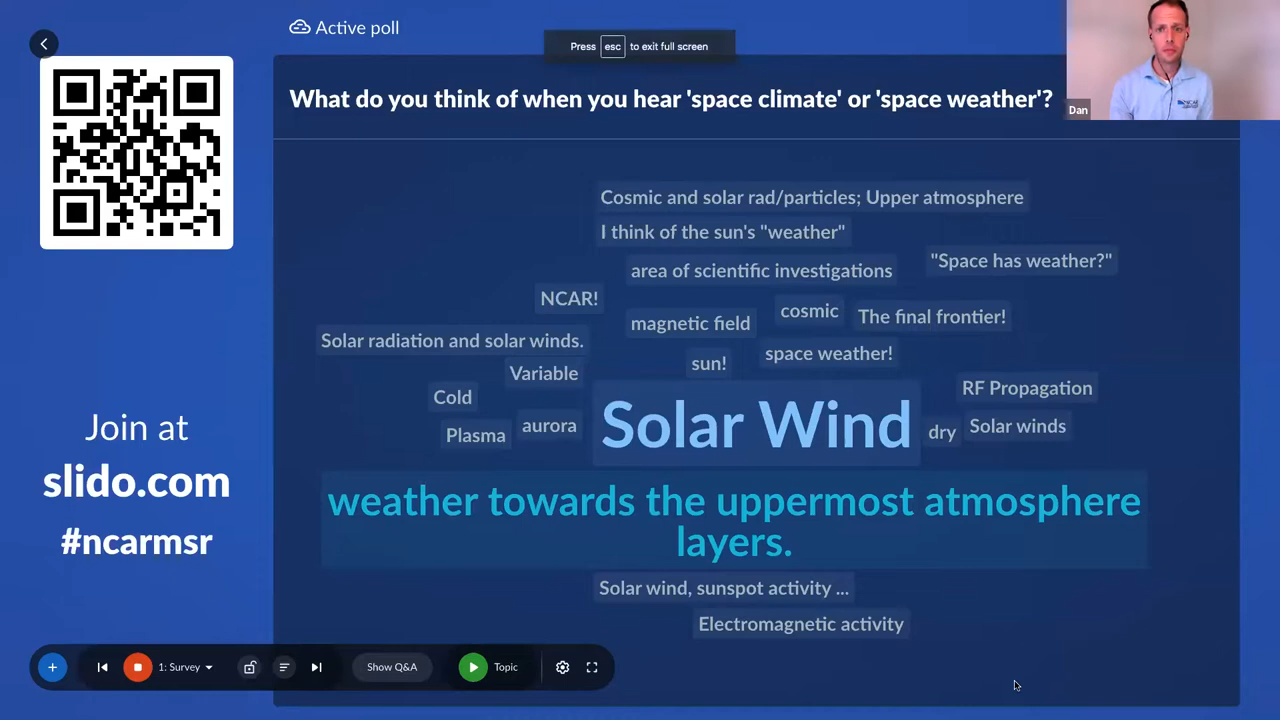 Active poll
Press esc to exit full screen
What do you think of when you hear 'space climate' or 'space weather'?
Dan
NCAR
Cosmic and solar rad/particles; Upper atmosphere
I think of the sun's "weather"
"Space has weather?"
area of scientific investigations
NCAR!
cosmic
The final frontier!
magnetic field
Solar radiation and solar winds.
space weather!
sun!
Variable
RF Propagation
Cold
Solar Wind
aurora
Solar winds
dry
Plasma
weather towards the uppermost atmosphere
layers.
Solar wind, sunspot activity ...
Electromagnetic activity
Join at
slido.com
#ncarmsr
1: Survey
Show Q&A
Topic